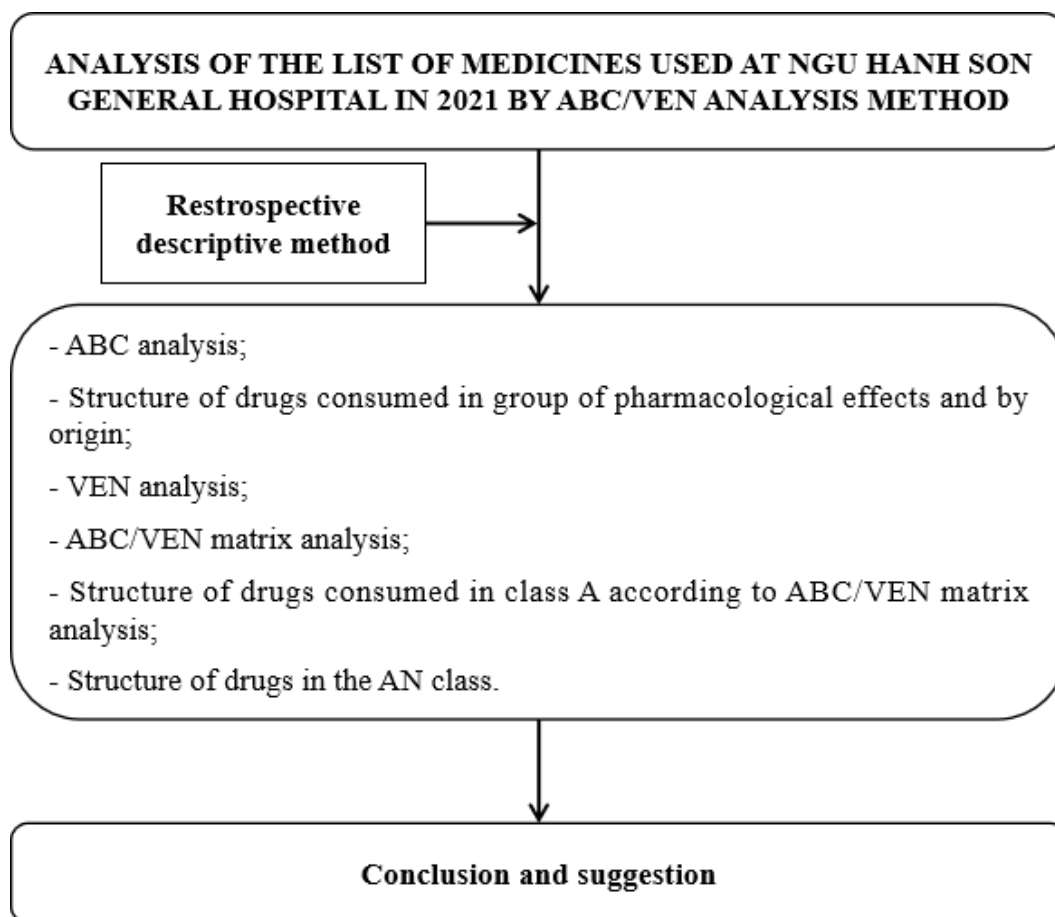 ANALYSIS OF THE LIST OF MEDICINES USED AT NGU HANH SON
GENERAL HOSPITAL IN 2021 BY ABC/VEN ANALYSIS METHOD
Restrospective
descriptive method
- ABC analysis;
- Structure of drugs consumed in group of pharmacological effects and by
origin;
- VEN analysis;
- ABC/VEN matrix analysis;
- Structure of drugs consumed in class A according to ABC/VEN matrix
analysis;
- Structure of drugs in the AN class.
Conclusion and suggestion